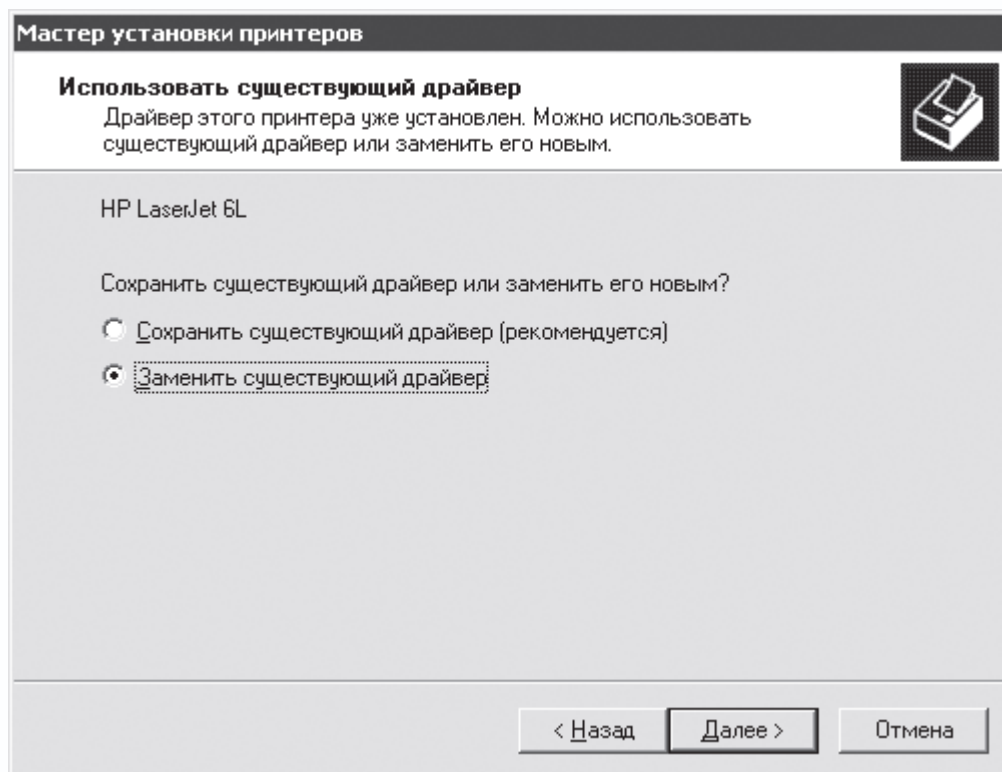 Мастер установки принтеров
Использовать существующий драйвер
Драйвер этого принтера уже установлен. Можно использовать
существующий драйвер или заменить его новым.
HP LaserJet 6L
Сохранить существующий драйвер или заменить его новым?
Сохранить существующий драйвер (рекомендуется)
Заменить существующий драйвер
< Назад Далее > Отмена